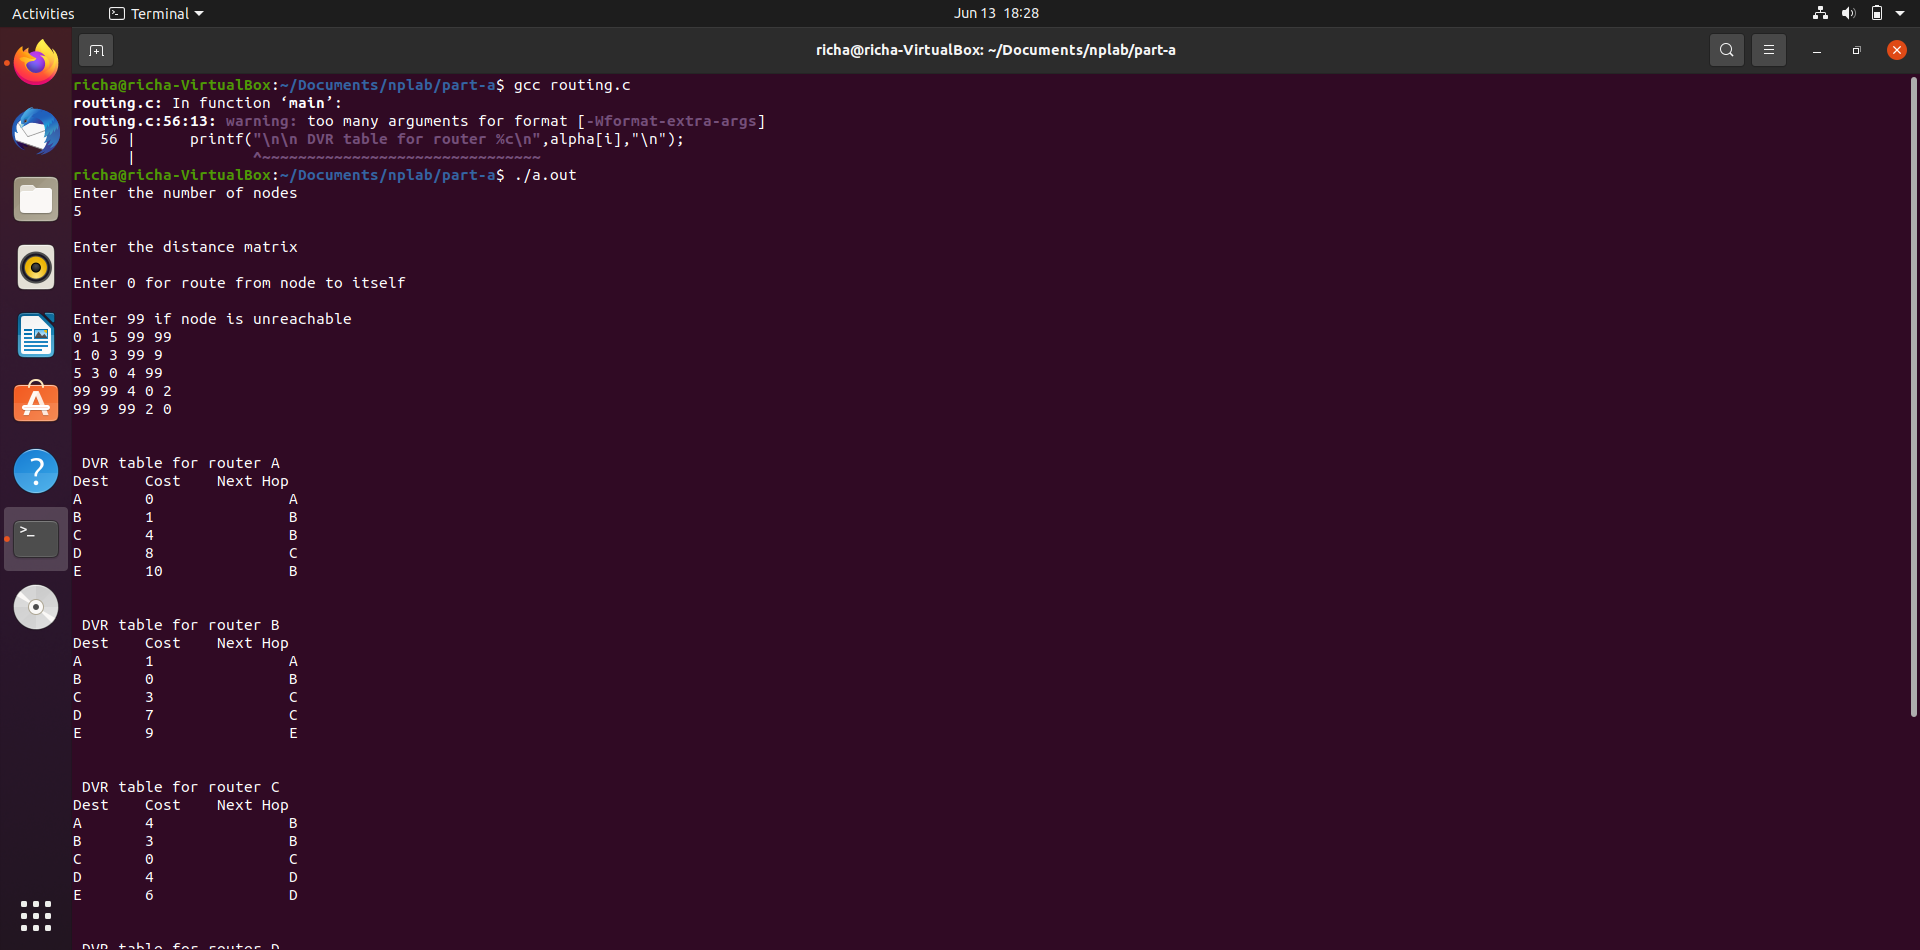 Activities Terminal Jun 13 18:28
richa@richa-VirtualBox: ~/Documents/nplab/part-a
richa@richa-VirtualBox:~/Documents/nplab/part-a$ gcc routing.c
routing.c: In function ‘main’:
routing.c:56:13: warning: too many arguments for format [-Wformat-extra-args]
   56 |      printf("\n\n DVR table for router %c\n",alpha[i],"\n");
      |             ^~~~~~~~~~~~~~~~~~~~~~~~~~~~~~~~
richa@richa-VirtualBox:~/Documents/nplab/part-a$ ./a.out
Enter the number of nodes
5
Enter the distance matrix
Enter 0 for route from node to itself
Enter 99 if node is unreachable
0 1 5 99 99
1 0 3 99 9
5 3 0 4 99
99 99 4 0 2
99 9 99 2 0
 DVR table for router A
Dest    Cost    Next Hop
A       0               A
B       1               B
C       4               B
D       8               C
E       10              B
 DVR table for router B
Dest    Cost    Next Hop
A       1               A
B       0               B
C       3               C
D       7               C
E       9               E
 DVR table for router C
Dest    Cost    Next Hop
A       4               B
B       3               B
C       0               C
D       4               D
E       6               D
 DVR table for router D